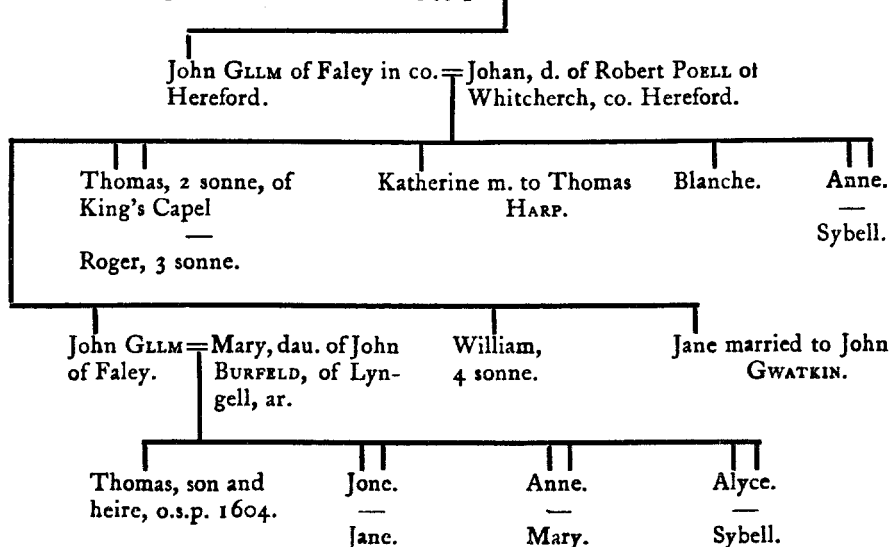 John GLLM of Faley in co. = Johan, d. of Robert POELL of
Hereford. Whitcherch, co. Hereford.
Thomas, 2 sonne, of Katherine m. to Thomas Blanche. Anne.
King's Capel HARP. —
— Sybell.
Roger, 3 sonne.
John GLLM = Mary, dau. of John William, Jane married to John
of Faley. BURFELD, of Lyn- 4 sonne. GWATKIN.
gell, ar.
Thomas, son and Jone. Anne. Alyce.
heire, o.s.p. 1604. — — —
Jane. Mary. Sybell.